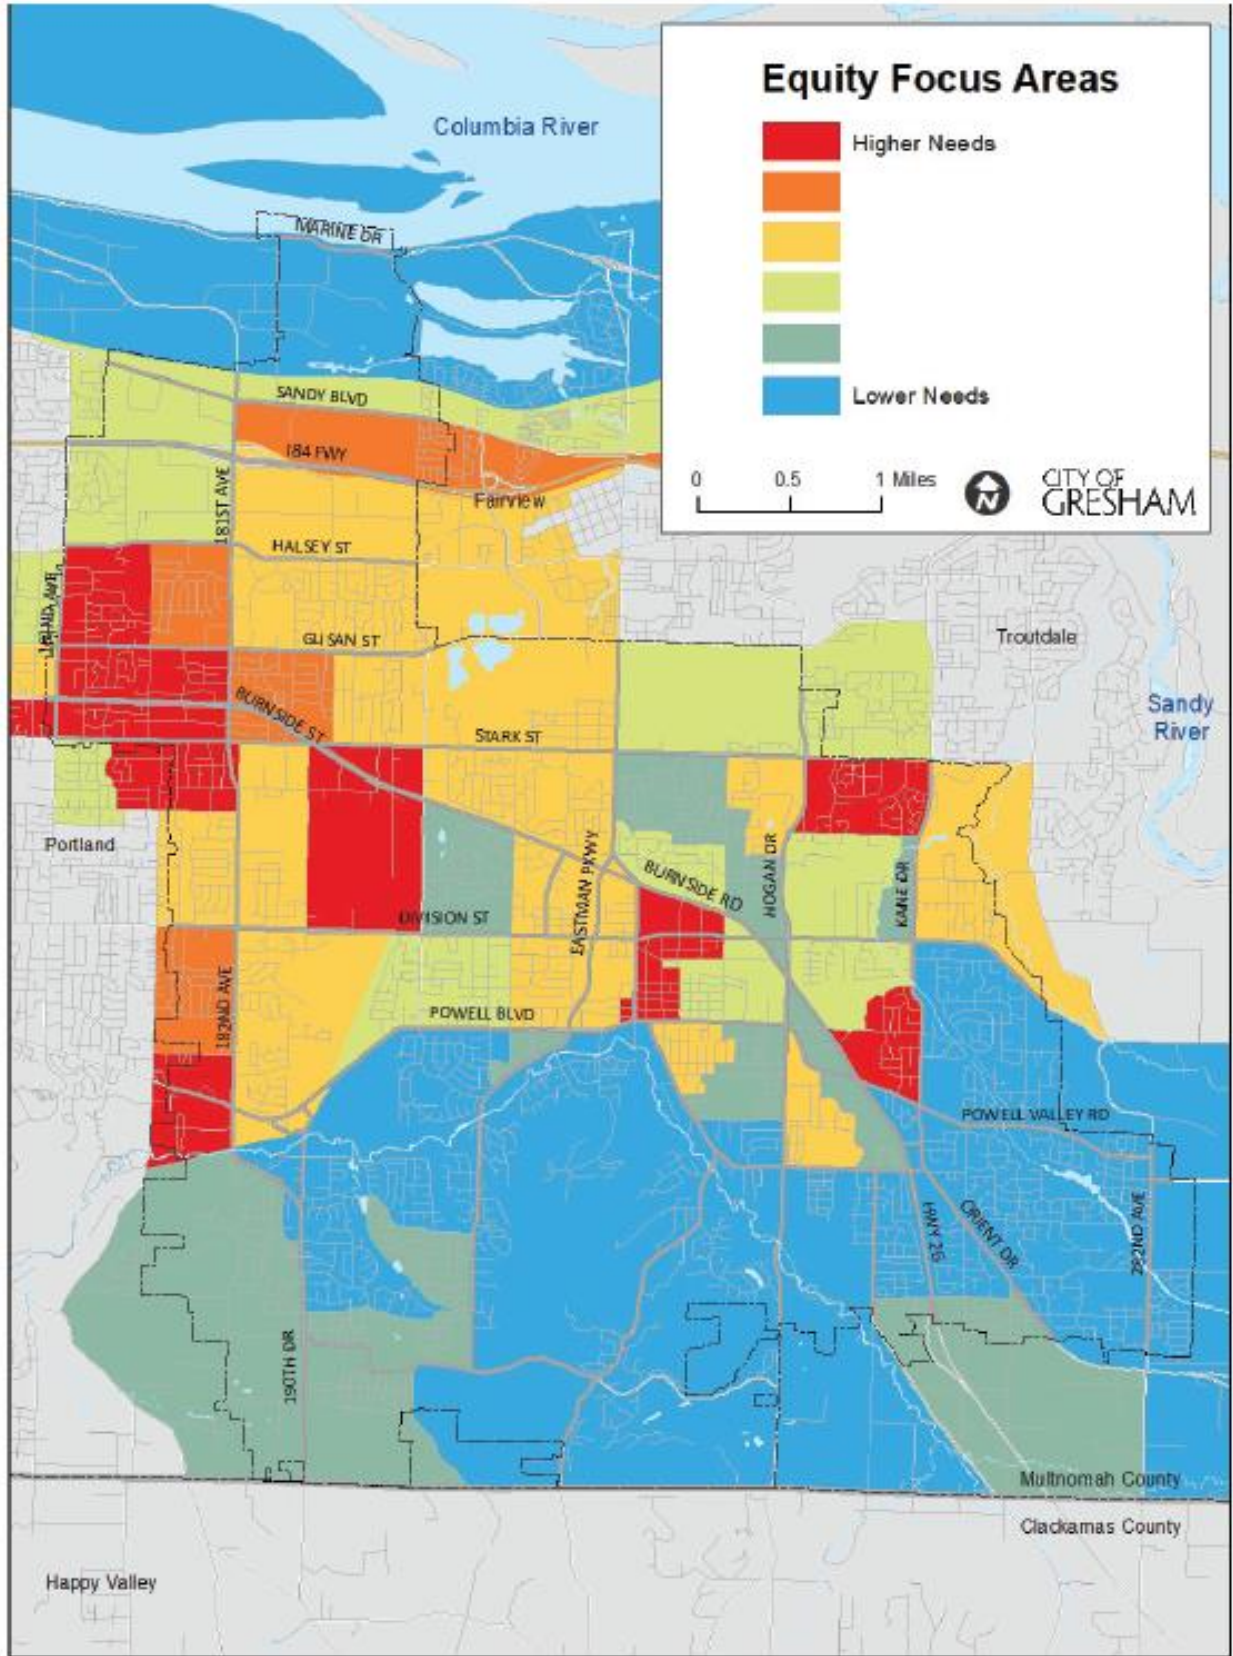 Equity Focus Areas
Higher Needs
Lower Needs
0 0.5 1 Miles
N
CITY OF
GRESHAM
Columbia River
MARINE DR
SANDY BLVD
184 FWY
Fairview
181ST AVE
HALSEY ST
GLISAN ST
Troutdale
BURNSIDE ST
STARK ST
Sandy
River
Portland
EASTMAN PKWY
BURNSIDE RD
HOGAN DR
KANE DR
DIVISION ST
182ND AVE
POWELL BLVD
POWELL VALLEY RD
HWY 26
ORIENT DR
282ND AVE
190TH DR
Multnomah County
Clackamas County
Happy Valley